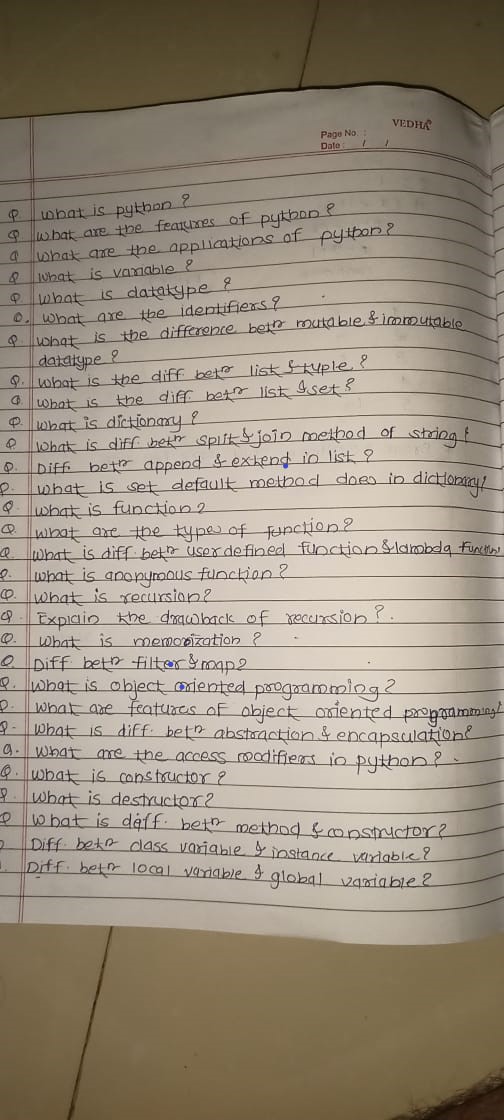 VEDHA
Page No. :
Date : / /
Q what is python ?
Q what are the features of python ?
Q what are the applications of python ?
Q what is variable ?
Q what is datatype ?
Q. what are the identifiers ?
Q what is the difference betn mutable & immutable
datatype ?
Q. what is the diff. betn list & tuple ?
Q what is the diff. betn list & set ?
Q. what is dictionary ?
Q what is diff. betn split & join method of string ?
Q. Diff betn append & extend in list ?
Q. what is set default method does in dictionary?
Q. what is function ?
Q. what are the types of function ?
Q. what is diff. betn userdefined function & lambda function
Q. what is anonymous function ?
Q. what is recursion?
Q. Explain the drawback of recursion ?.
Q. what is memorization ?
Q Diff betn filter & map ?
Q. what is object oriented programming ?
Q. what are features of object oriented programming?
Q. what is diff. betn abstraction & encapsulation?
Q. what are the access modifiers in python ?
Q. what is constructor ?
Q. what is destructor?
Q what is diff. betn method & constructor ?
Diff. betn class variable & instance variable ?
Diff. betn local variable & global variable ?